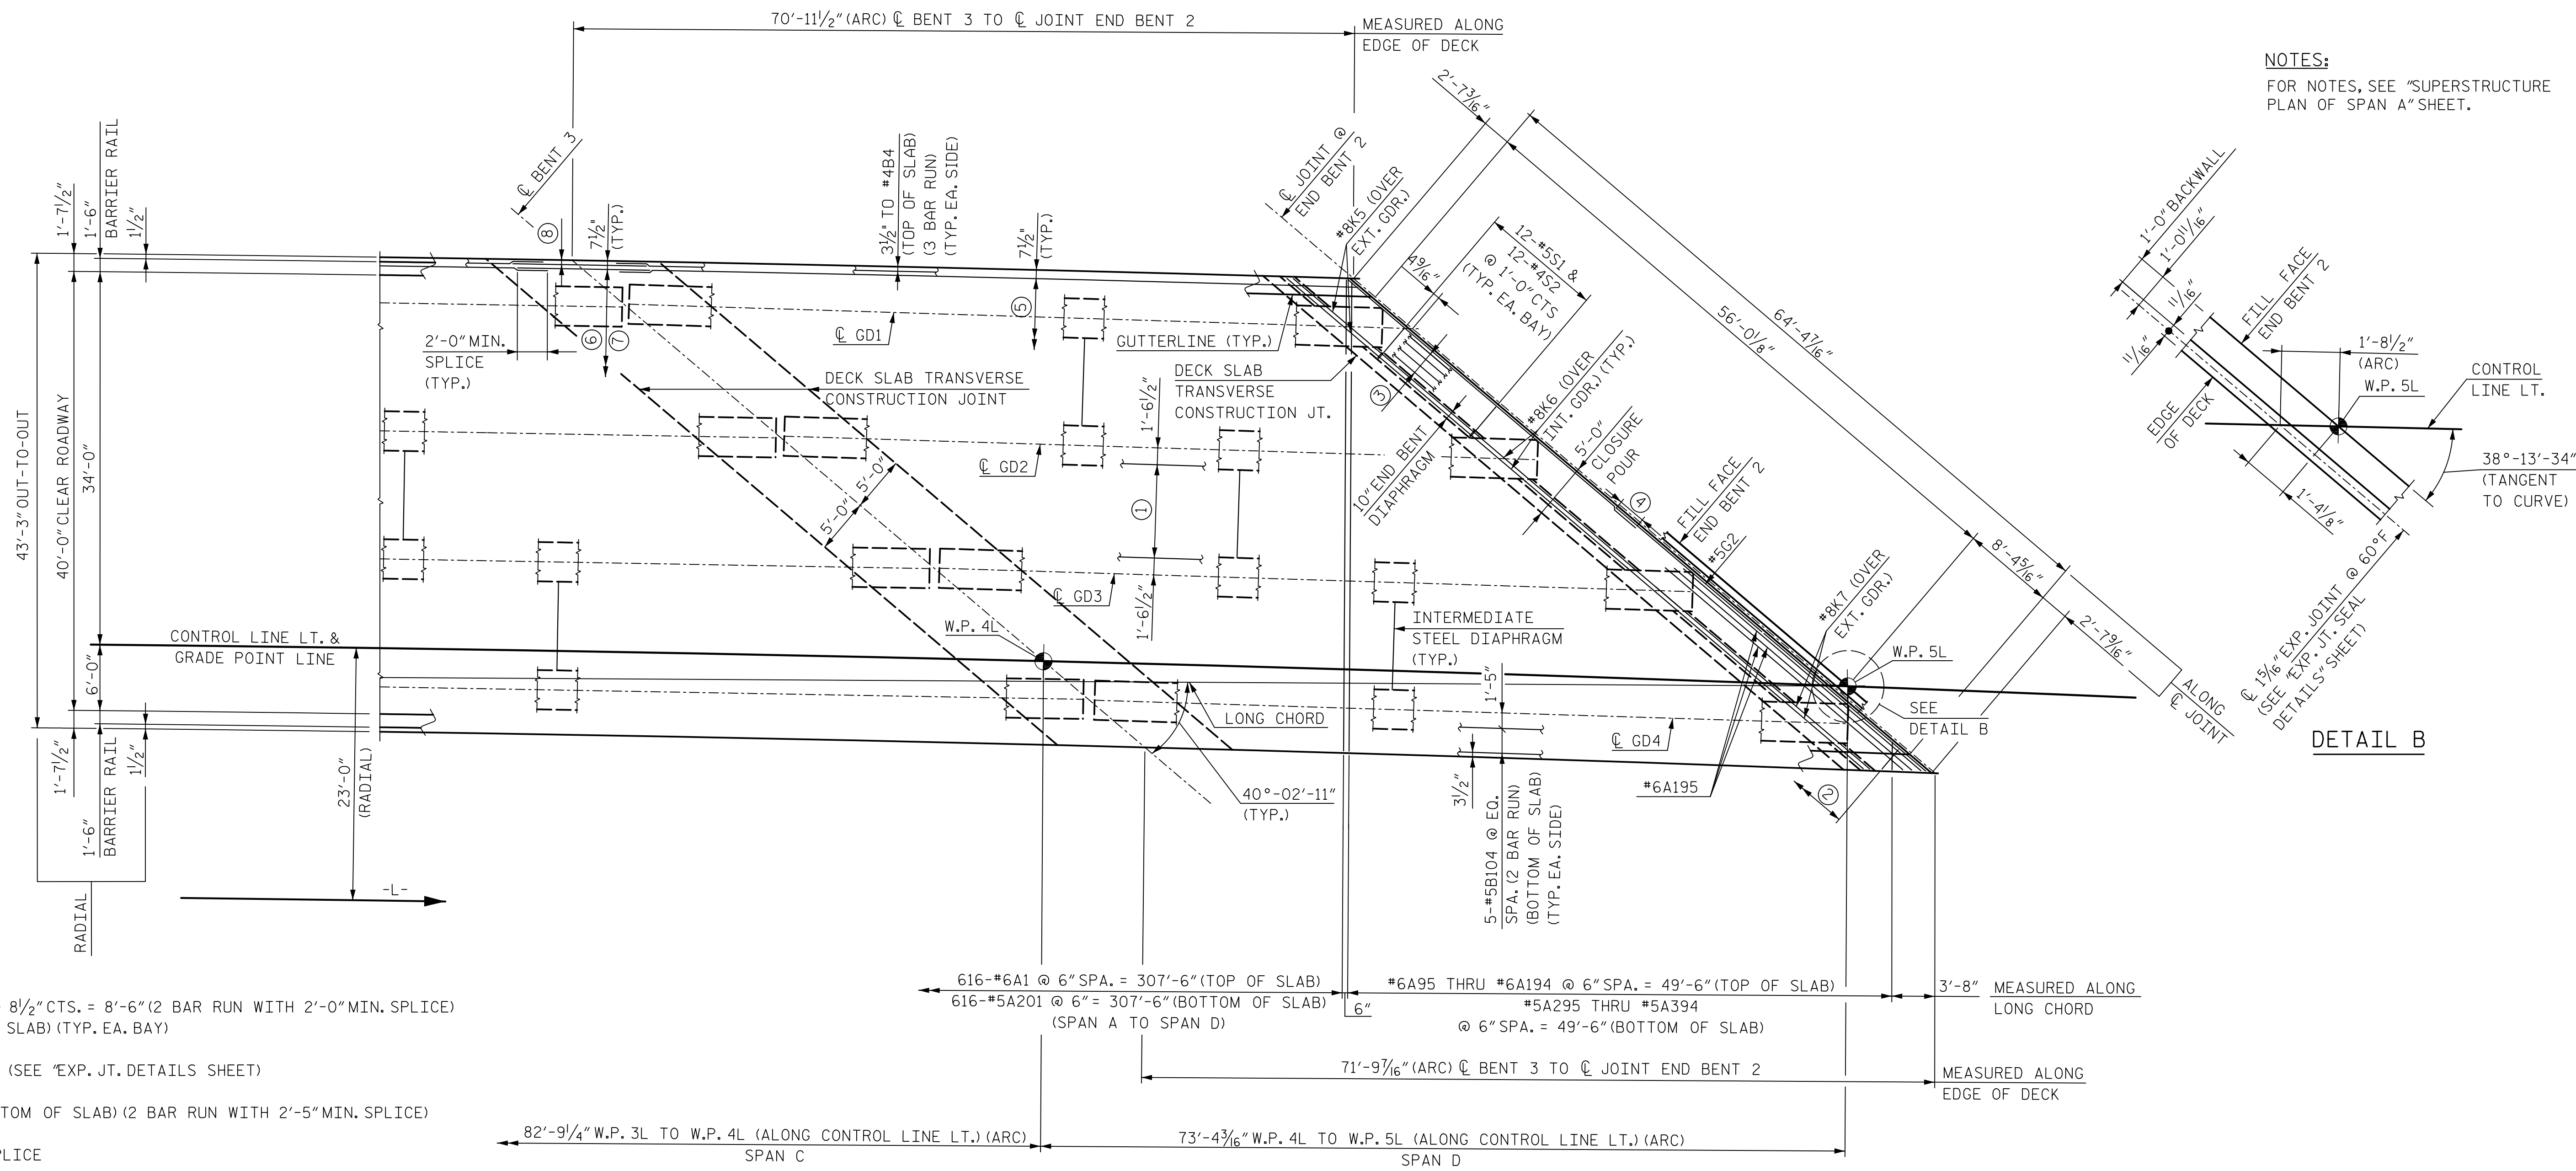 70'-11½" (ARC) ℄ BENT 3 TO ℄ JOINT END BENT 2
MEASURED ALONG
EDGE OF DECK
NOTES:
FOR NOTES, SEE "SUPERSTRUCTURE
PLAN OF SPAN A" SHEET.
1'-7½"
1'-6"
BARRIER RAIL
1½"
℄ BENT 3
⑧
7½"
(TYP.)
3½" TO #4B4
(TOP OF SLAB)
(3 BAR RUN)
(TYP. EA. SIDE)
7½"
(TYP.)
℄ JOINT @
END BENT 2
#8K5 (OVER
EXT. GDR.)
2'-7³⁄₁₆"
4⁹⁄₁₆"
12-#5S1 &
12-#4S2
@ 1'-0" CTS
(TYP. EA. BAY)
56'-0⅛"
64'-4⁷⁄₁₆"
1'-0" BACKWALL
1'-0¹¹⁄₁₆"
¹¹⁄₁₆"
¹¹⁄₁₆"
FILL FACE
END BENT 2
1'-8½"
(ARC)
W.P. 5L
CONTROL
LINE LT.
EDGE
OF DECK
38°-13'-34"
(TANGENT
TO CURVE)
1'-4⅛"
℄ 1⁵⁄₁₆" EXP. JOINT @ 60°F
(SEE "EXP. JT. SEAL
DETAILS" SHEET)
DETAIL B
43'-3" OUT-TO-OUT
40'-0" CLEAR ROADWAY
34'-0"
2'-0" MIN.
SPLICE
(TYP.)
⑥
⑦
⑤
℄ GD1
GUTTERLINE (TYP.)
DECK SLAB TRANSVERSE
CONSTRUCTION JOINT
DECK SLAB
TRANSVERSE
CONSTRUCTION JT.
③
#8K6 (OVER
INT. GDR.) (TYP.)
10" END BENT
DIAPHRAGM
5'-0"
CLOSURE
POUR
④
FILL FACE
END BENT 2
#5G2
℄ GD2
1'-6½"
①
1'-6½"
5'-0"
5'-0"
℄ GD3
8'-4⁵⁄₁₆"
2'-7⁹⁄₁₆"
ALONG
℄ JOINT
#8K7 (OVER
EXT. GDR.)
CONTROL LINE LT. &
GRADE POINT LINE
W.P. 4L
INTERMEDIATE
STEEL DIAPHRAGM
(TYP.)
W.P. 5L
6'-0"
1'-5"
LONG CHORD
SEE
DETAIL B
℄ GD4
1'-7½"
1'-6"
BARRIER RAIL
1½"
23'-0"
(RADIAL)
40°-02'-11"
(TYP.)
3½"
5-#5B104 @ EQ.
SPA. (2 BAR RUN)
(BOTTOM OF SLAB)
(TYP. EA. SIDE)
#6A195
②
RADIAL
-L-
616-#6A1 @ 6" SPA. = 307'-6" (TOP OF SLAB)
616-#5A201 @ 6" = 307'-6" (BOTTOM OF SLAB)
(SPAN A TO SPAN D)
6"
#6A95 THRU #6A194 @ 6" SPA. = 49'-6" (TOP OF SLAB)
#5A295 THRU #5A394
@ 6" SPA. = 49'-6" (BOTTOM OF SLAB)
3'-8"
MEASURED ALONG
LONG CHORD
8½" CTS. = 8'-6" (2 BAR RUN WITH 2'-0" MIN. SPLICE)
SLAB) (TYP. EA. BAY)
(SEE "EXP. JT. DETAILS SHEET)
TOM OF SLAB) (2 BAR RUN WITH 2'-5" MIN. SPLICE)
PLICE
71'-9⁷⁄₁₆" (ARC) ℄ BENT 3 TO ℄ JOINT END BENT 2
MEASURED ALONG
EDGE OF DECK
82'-9¼" W.P. 3L TO W.P. 4L (ALONG CONTROL LINE LT.) (ARC)
SPAN C
73'-4³⁄₁₆" W.P. 4L TO W.P. 5L (ALONG CONTROL LINE LT.) (ARC)
SPAN D